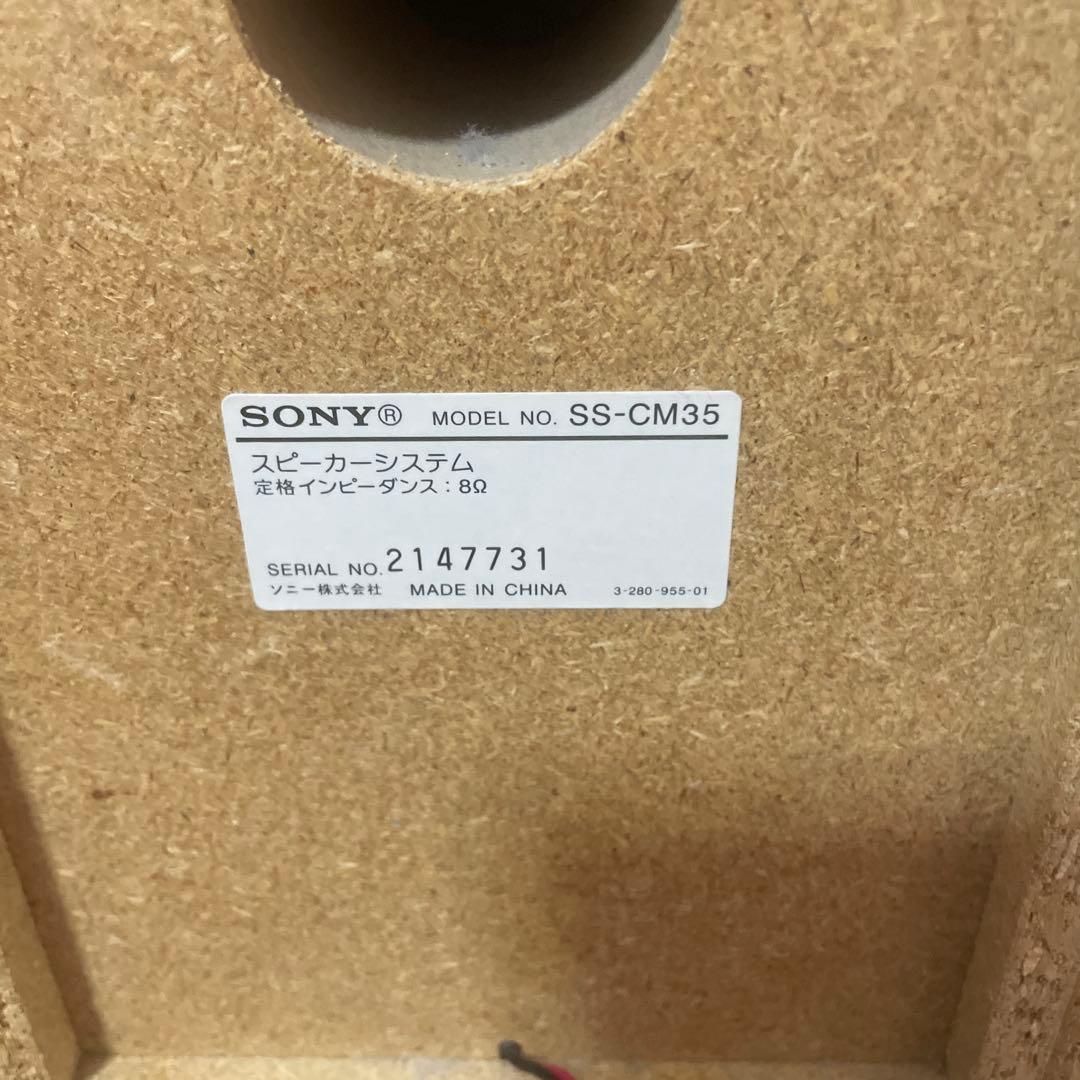 SONY® MODEL NO. SS-CM35
スピーカーシステム
定格インピーダンス：8Ω
SERIAL NO. 2147731
ソニー株式会社 MADE IN CHINA 3-280-955-01